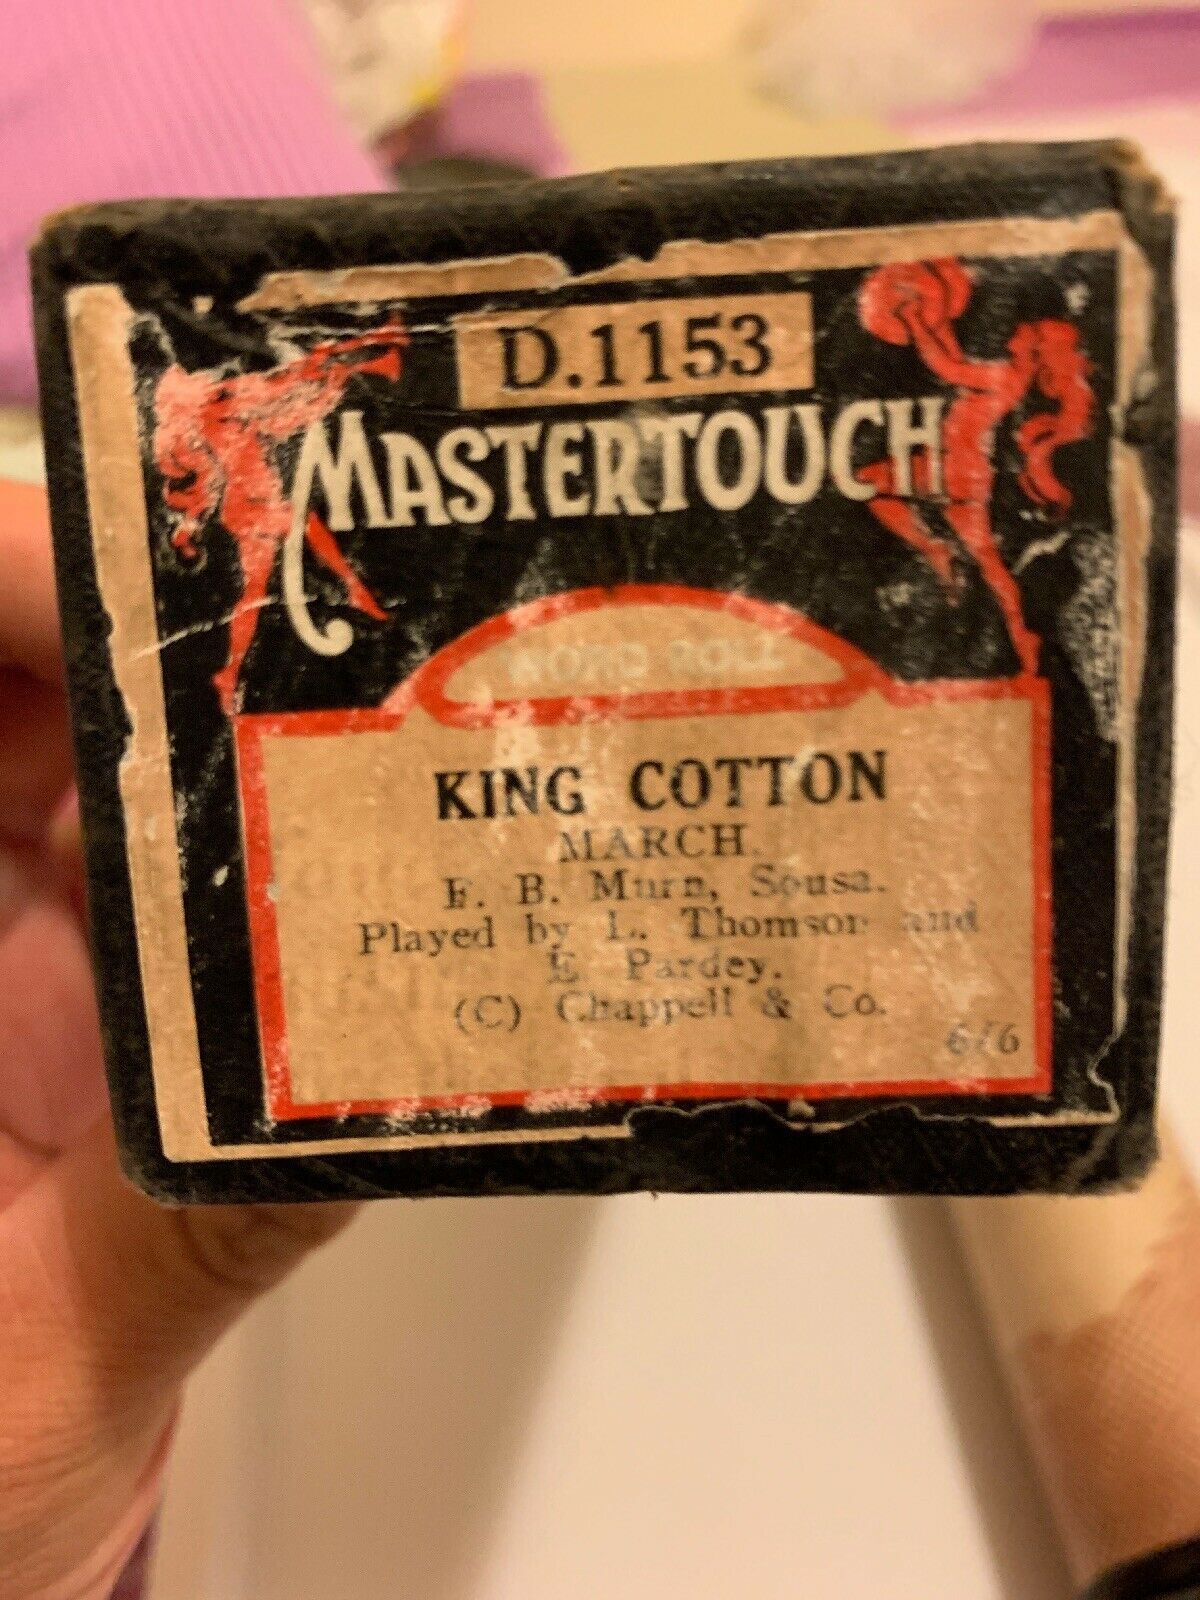 D.1153
MASTERTOUCH
WORD ROLL
KING COTTON
MARCH.
F. B. Murn, Sousa.
Played by L. Thomson and
E. Pardey.
(C) Chappell & Co.
6/6